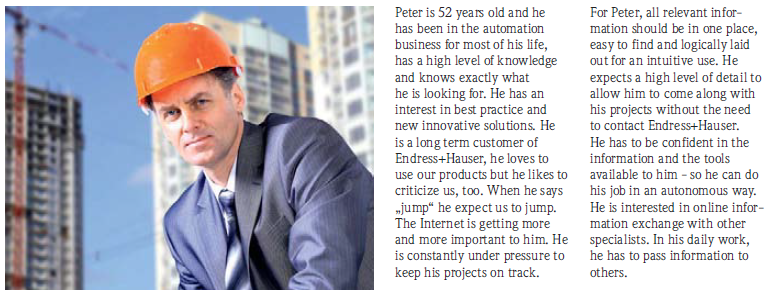 Peter is 52 years old and he
has been in the automation
business for most of his life,
has a high level of knowledge
and knows exactly what
he is looking for. He has an
interest in best practice and
new innovative solutions. He
is a long term customer of
Endress+Hauser, he loves to
use our products but he likes to
criticize us, too. When he says
„jump“ he expect us to jump.
The Internet is getting more
and more important to him. He
is constantly under pressure to
keep his projects on track.
For Peter, all relevant infor-
mation should be in one place,
easy to find and logically laid
out for an intuitive use. He
expects a high level of detail to
allow him to come along with
his projects without the need
to contact Endress+Hauser.
He has to be confident in the
information and the tools
available to him – so he can do
his job in an autonomous way.
He is interested in online infor-
mation exchange with other
specialists. In his daily work,
he has to pass information to
others.